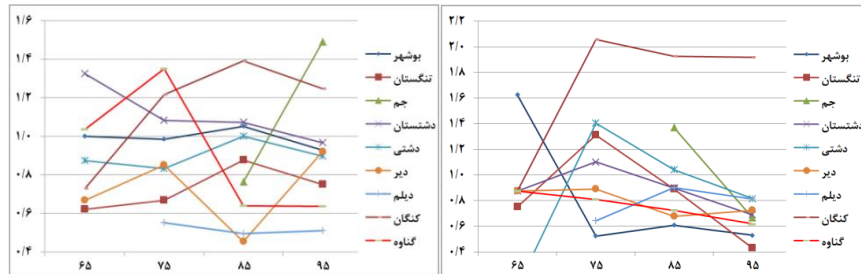 ۱/۶
۱/۴
۱/۲
۱/۰
۰/۸
۰/۶
۰/۴
۶۵ ۷۵ ۸۵ ۹۵
بوشهر
تنگستان
جم
دشتستان
دشتی
دیر
دیلم
کنگان
گناوه
۲/۲
۲/۰
۱/۸
۱/۶
۱/۴
۱/۲
۱/۰
۰/۸
۰/۶
۰/۴
۶۵ ۷۵ ۸۵ ۹۵
بوشهر
تنگستان
جم
دشتستان
دشتی
دیر
دیلم
کنگان
گناوه